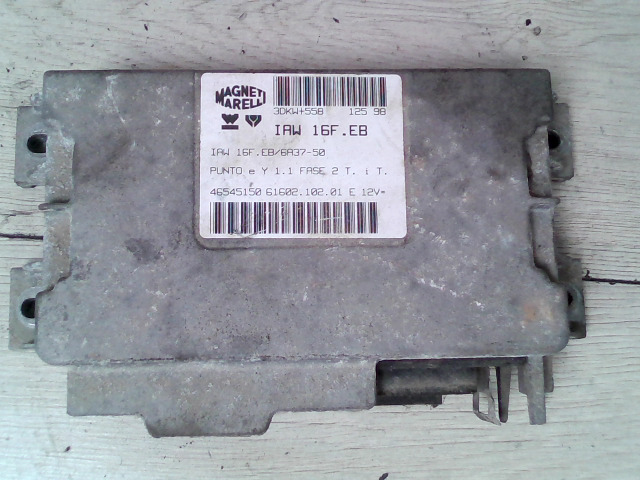 MAGNETI
MARELLI
3DKW+558 125 98
IAW 16F.EB
IAW 16F.EB/6A37-50
PUNTO e Y 1.1 FASE 2 T. i T.
46545150 61602.102.01 E 12V=